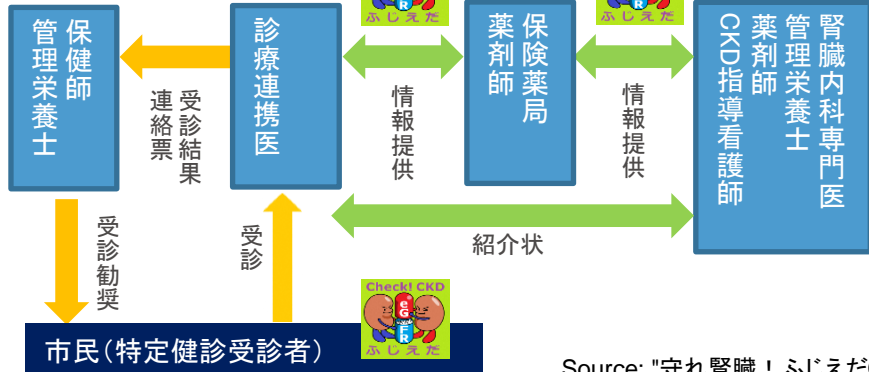 保健師
管理栄養士
診療連携医
保険薬局
薬剤師
腎臓内科専門医
管理栄養士
薬剤師
CKD指導看護師
受診結果
連絡票
情報提供
情報提供
ふじえだ
ふじえだ
受診勧奨
受診
紹介状
Check! CKD
eGFR
ふじえだ
市民(特定健診受診者)
Source: "守れ腎臓！ふじえだ